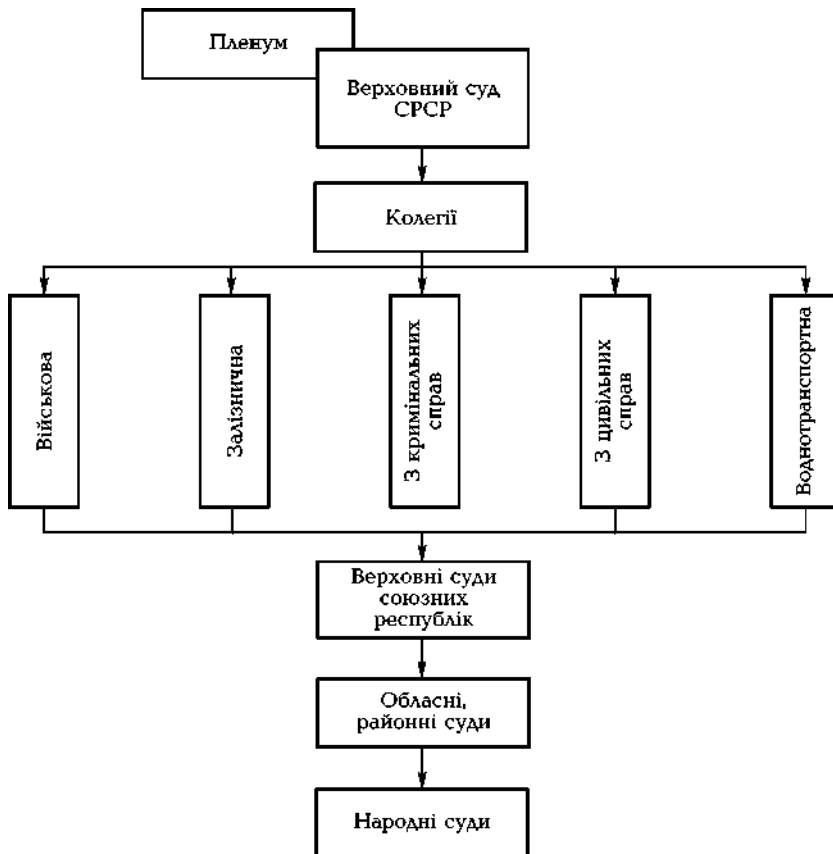 Пленум
Верховний суд
СРСР
Колегії
Військова
Залізнична
З кримінальних
справ
З цивільних
справ
Воднотранспортна
Верховні суди
союзних
республік
Обласні,
районні суди
Народні суди